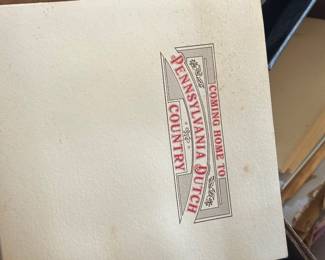 COMING HOME TO
PENNSYLVANIA DUTCH
COUNTRY